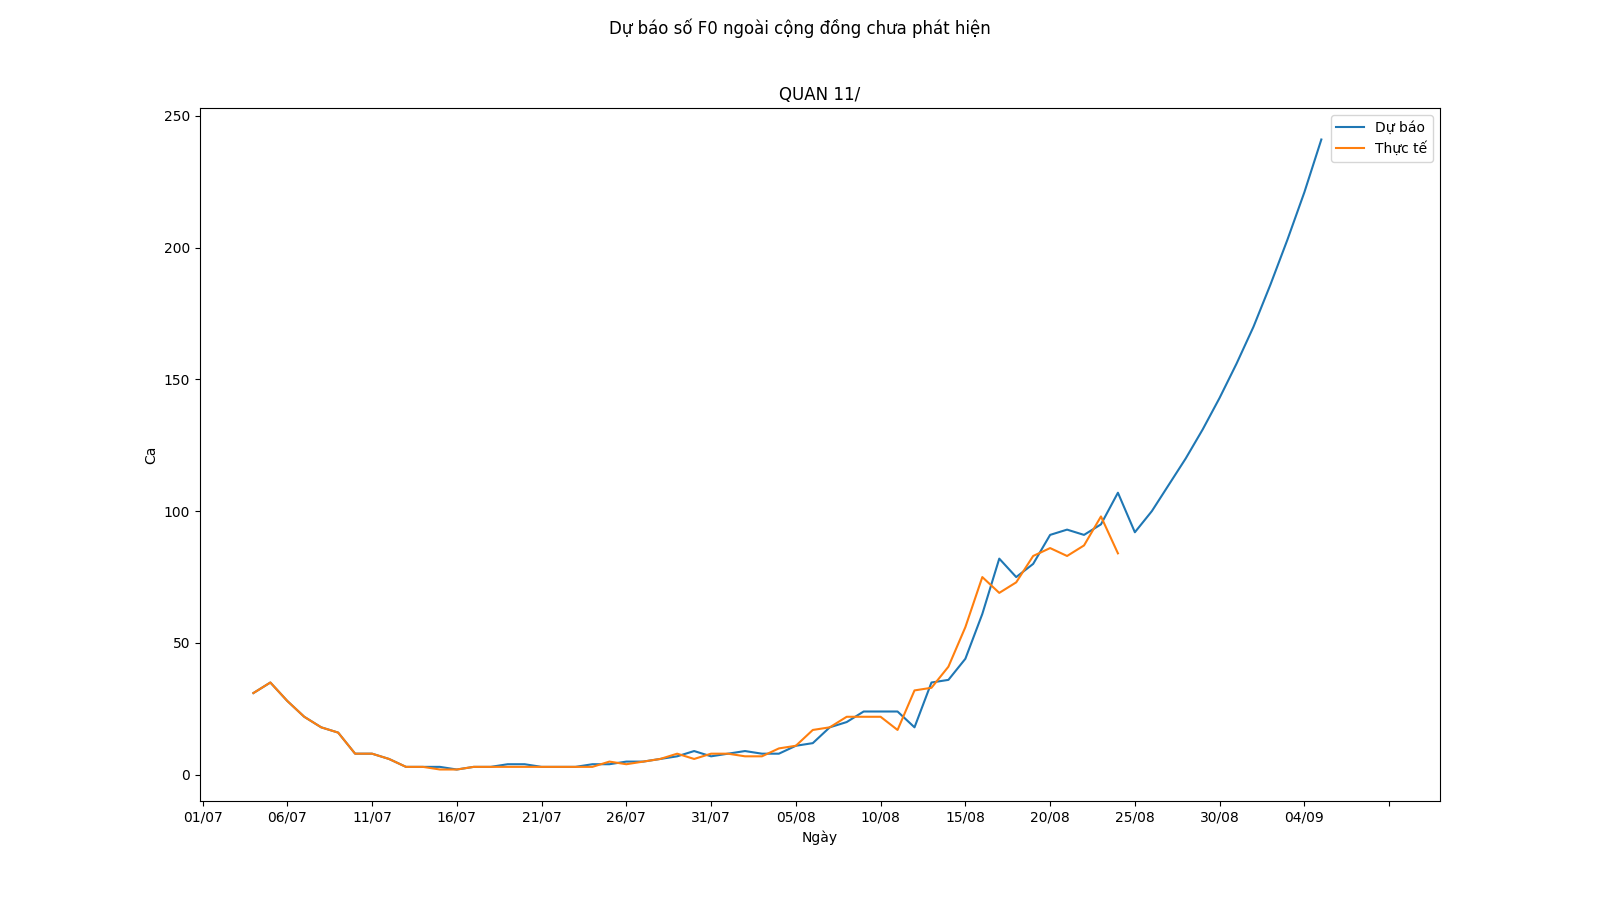 Dự báo số F0 ngoài cộng đồng chưa phát hiện
QUAN 11/
Dự báo
Thực tế
250
200
150
100
50
0
Ca
01/07 06/07 11/07 16/07 21/07 26/07 31/07 05/08 10/08 15/08 20/08 25/08 30/08 04/09
Ngày